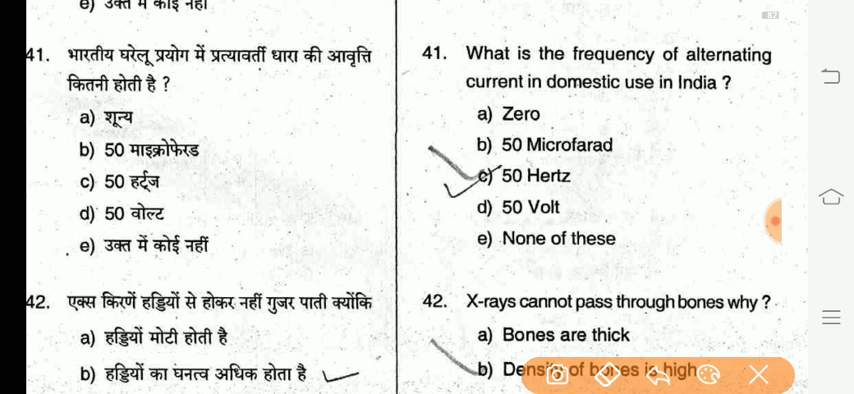 e) उक्त में कोई नहीं
82
41. भारतीय घरेलू प्रयोग में प्रत्यावर्ती धारा की आवृत्ति
कितनी होती है ?
a) शून्य
b) 50 माइक्रोफेरड
c) 50 हर्ट्ज
d) 50 वोल्ट
e) उक्त में कोई नहीं
42. एक्स किरणें हड्डियों से होकर नहीं गुजर पाती क्योंकि
a) हड्डियाँ मोटी होती है
b) हड्डियों का घनत्व अधिक होता है
41. What is the frequency of alternating
current in domestic use in India ?
a) Zero
b) 50 Microfarad
c) 50 Hertz
d) 50 Volt
e) None of these
42. X-rays cannot pass through bones why ?
a) Bones are thick
b) Density of bones is high